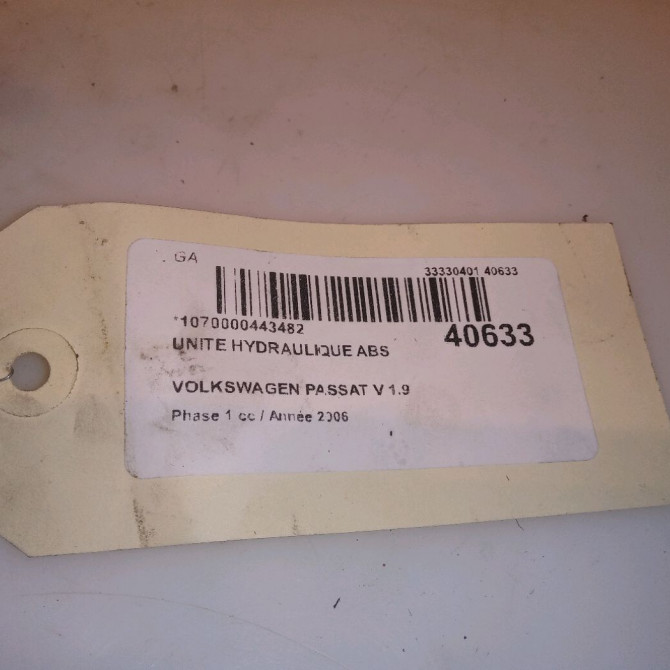 GA
33330401 40633
*1070000443482
40633
UNITE HYDRAULIQUE ABS
VOLKSWAGEN PASSAT V 1.9
Phase 1 cc / Année 2006